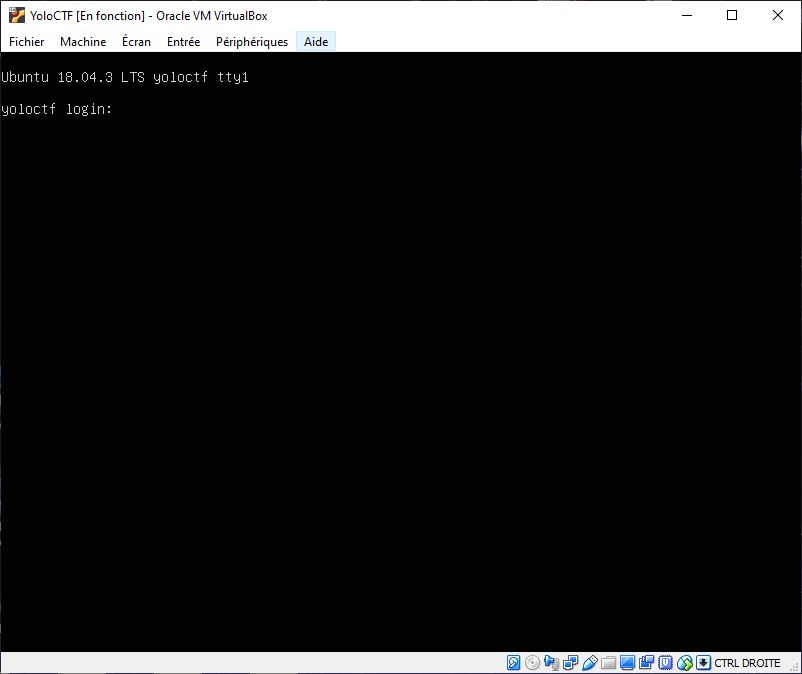 YoloCTF [En fonction] - Oracle VM VirtualBox
Fichier Machine Écran Entrée Périphériques Aide
Ubuntu 18.04.3 LTS yoloctf tty1
yoloctf login:
CTRL DROITE